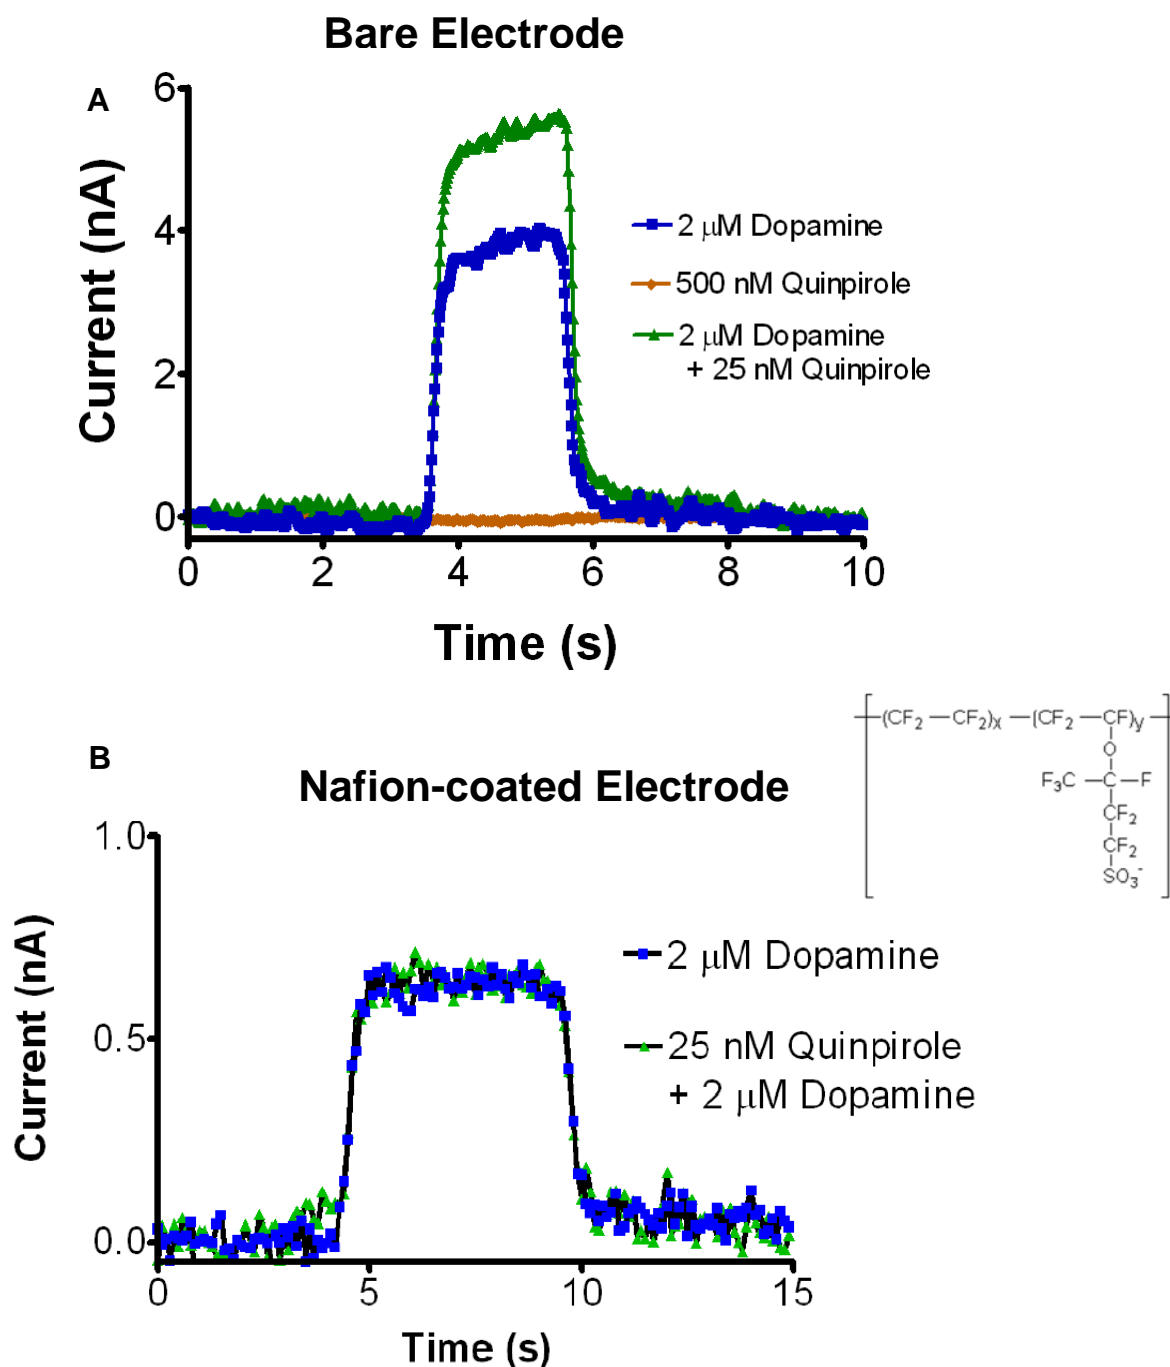 Bare Electrode
A
6
4
2
0
Current (nA)
2 μM Dopamine
500 nM Quinpirole
2 μM Dopamine
+ 25 nM Quinpirole
0 2 4 6 8 10
Time (s)
(CF2 — CF2)x — (CF2 — CF)y
O
F3C — C — F
CF2
CF2
SO3-
B
Nafion-coated Electrode
1.0
0.5
0.0
Current (nA)
2 μM Dopamine
25 nM Quinpirole
+ 2 μM Dopamine
0 5 10 15
Time (s)